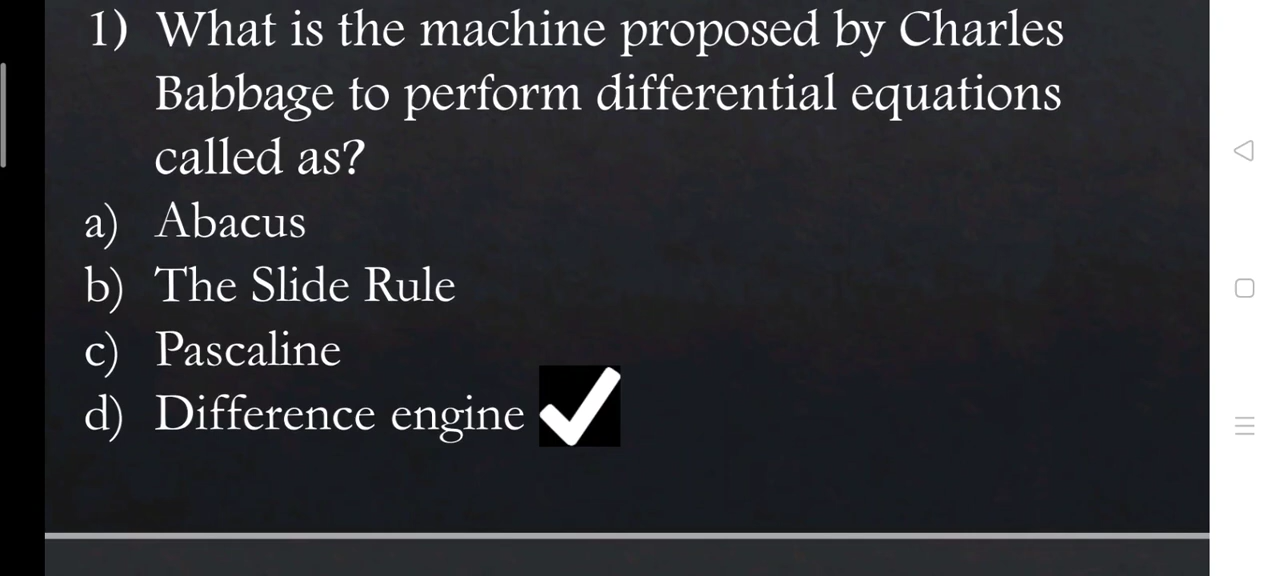 1) What is the machine proposed by Charles
Babbage to perform differential equations
called as?
a) Abacus
b) The Slide Rule
c) Pascaline
d) Difference engine